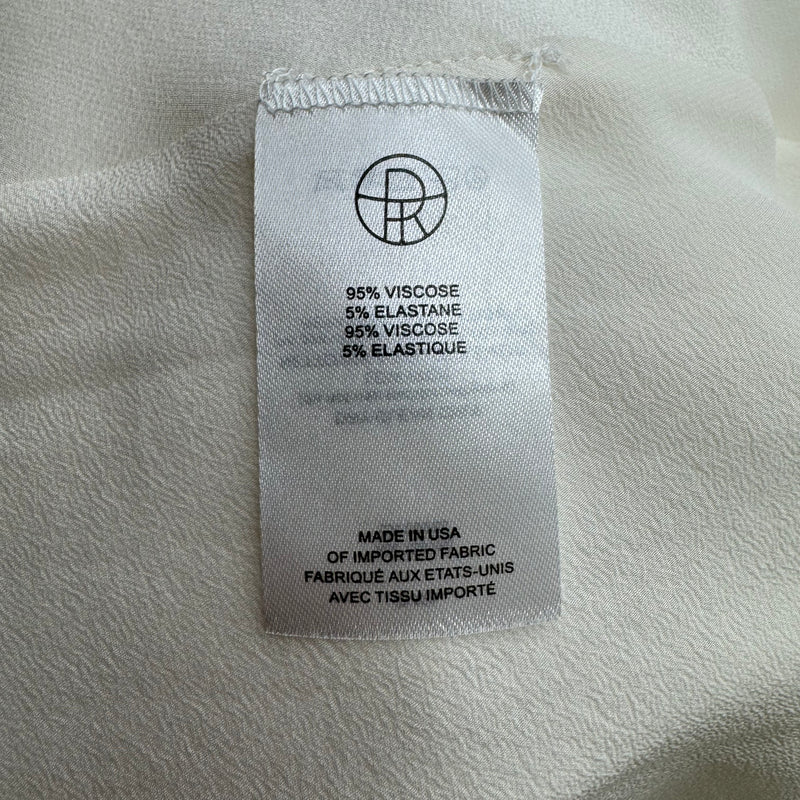 95% VISCOSE
5% ELASTANE
95% VISCOSE
5% ELASTIQUE
MADE IN USA
OF IMPORTED FABRIC
FABRIQUÉ AUX ETATS-UNIS
AVEC TISSU IMPORTÉ